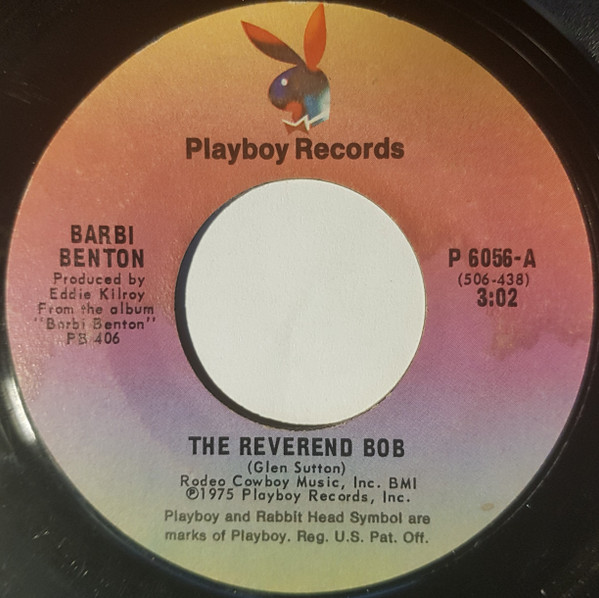 Playboy Records
BARBI
BENTON
Produced by
Eddie Kilroy
From the album
"Barbi Benton"
PB 406
P 6056-A
(506-438)
3:02
THE REVEREND BOB
(Glen Sutton)
Rodeo Cowboy Music, Inc. BMI
℗1975 Playboy Records, Inc.
Playboy and Rabbit Head Symbol are
marks of Playboy. Reg. U.S. Pat. Off.